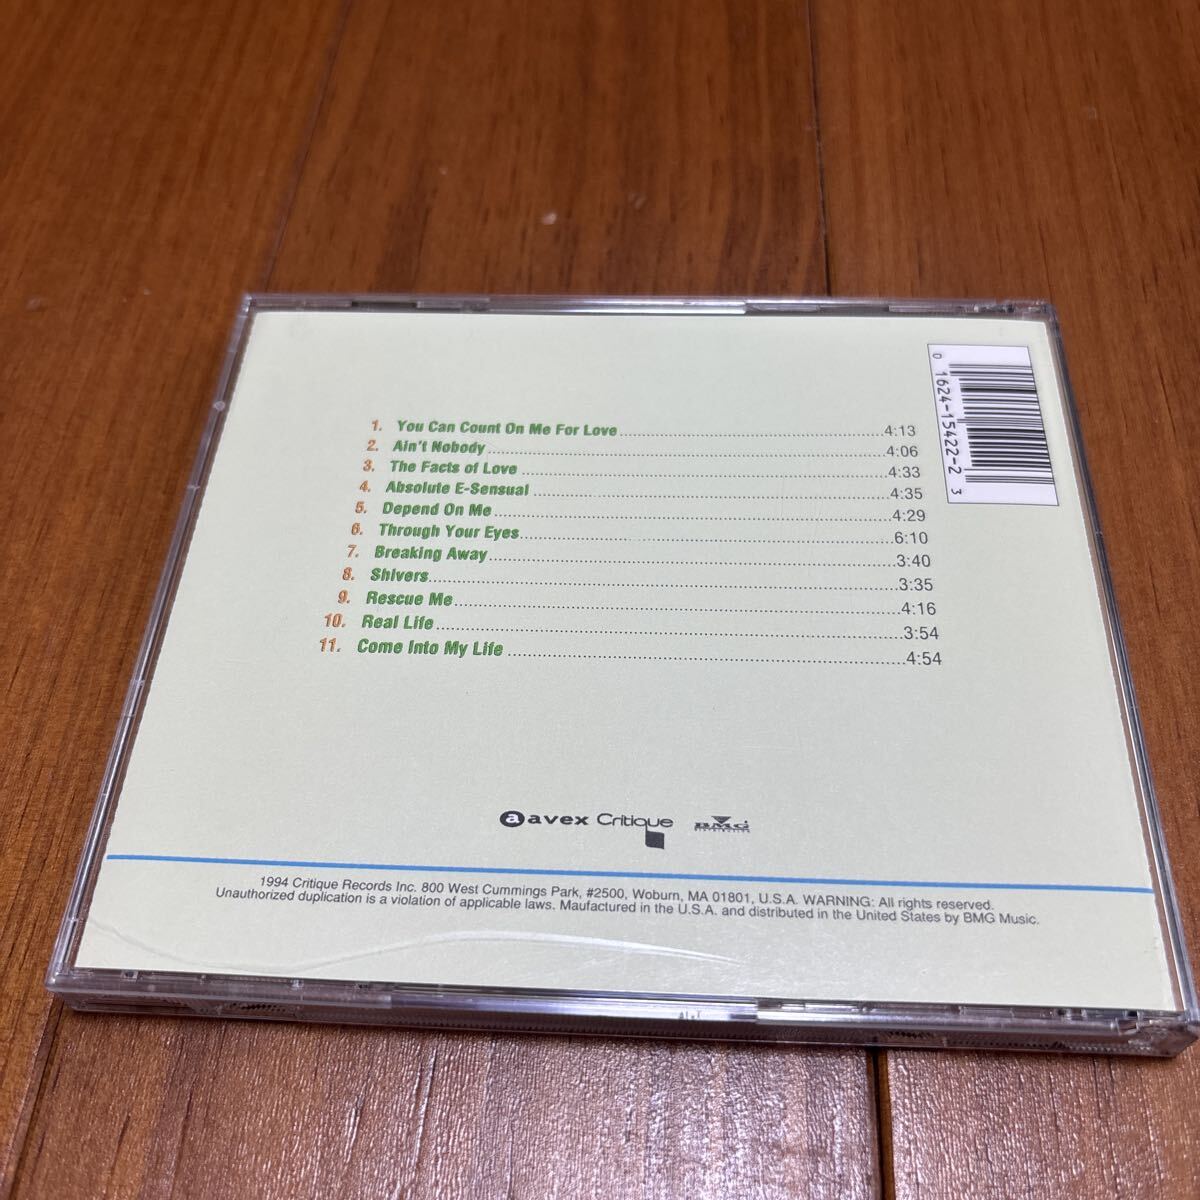 1. You Can Count On Me For Love 4:13
2. Ain't Nobody 4:06
3. The Facts of Love 4:33
4. Absolute E-Sensual 4:35
5. Depend On Me 4:29
6. Through Your Eyes 6:10
7. Breaking Away 3:40
8. Shivers 3:35
9. Rescue Me 4:16
10. Real Life 3:54
11. Come Into My Life 4:54
0 1624-15422-2 3
a avex Critique BMG
1994 Critique Records Inc. 800 West Cummings Park, #2500, Woburn, MA 01801, U.S.A. WARNING: All rights reserved.
Unauthorized duplication is a violation of applicable laws. Maufactured in the U.S.A. and distributed in the United States by BMG Music.